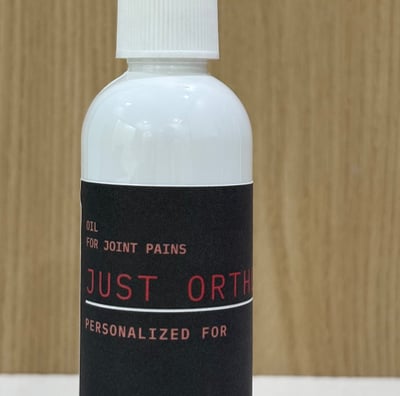 OIL
FOR JOINT PAINS
JUST ORTH
PERSONALIZED FOR